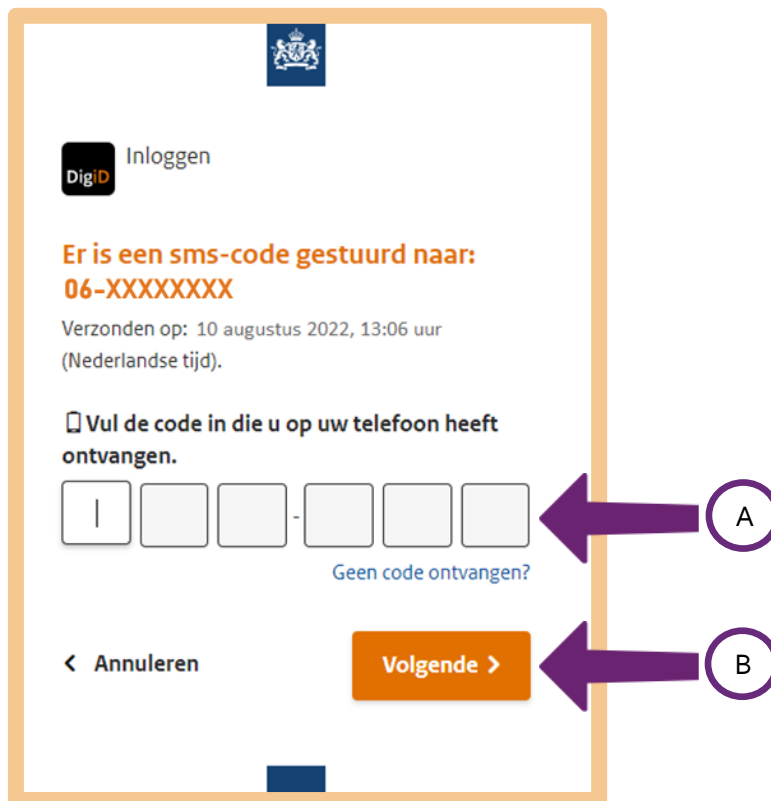 DigiD
Inloggen
Er is een sms-code gestuurd naar:
06-XXXXXXXX
Verzonden op: 10 augustus 2022, 13:06 uur
(Nederlandse tijd).
Vul de code in die u op uw telefoon heeft
ontvangen.
-
A
Geen code ontvangen?
Annuleren
Volgende
B